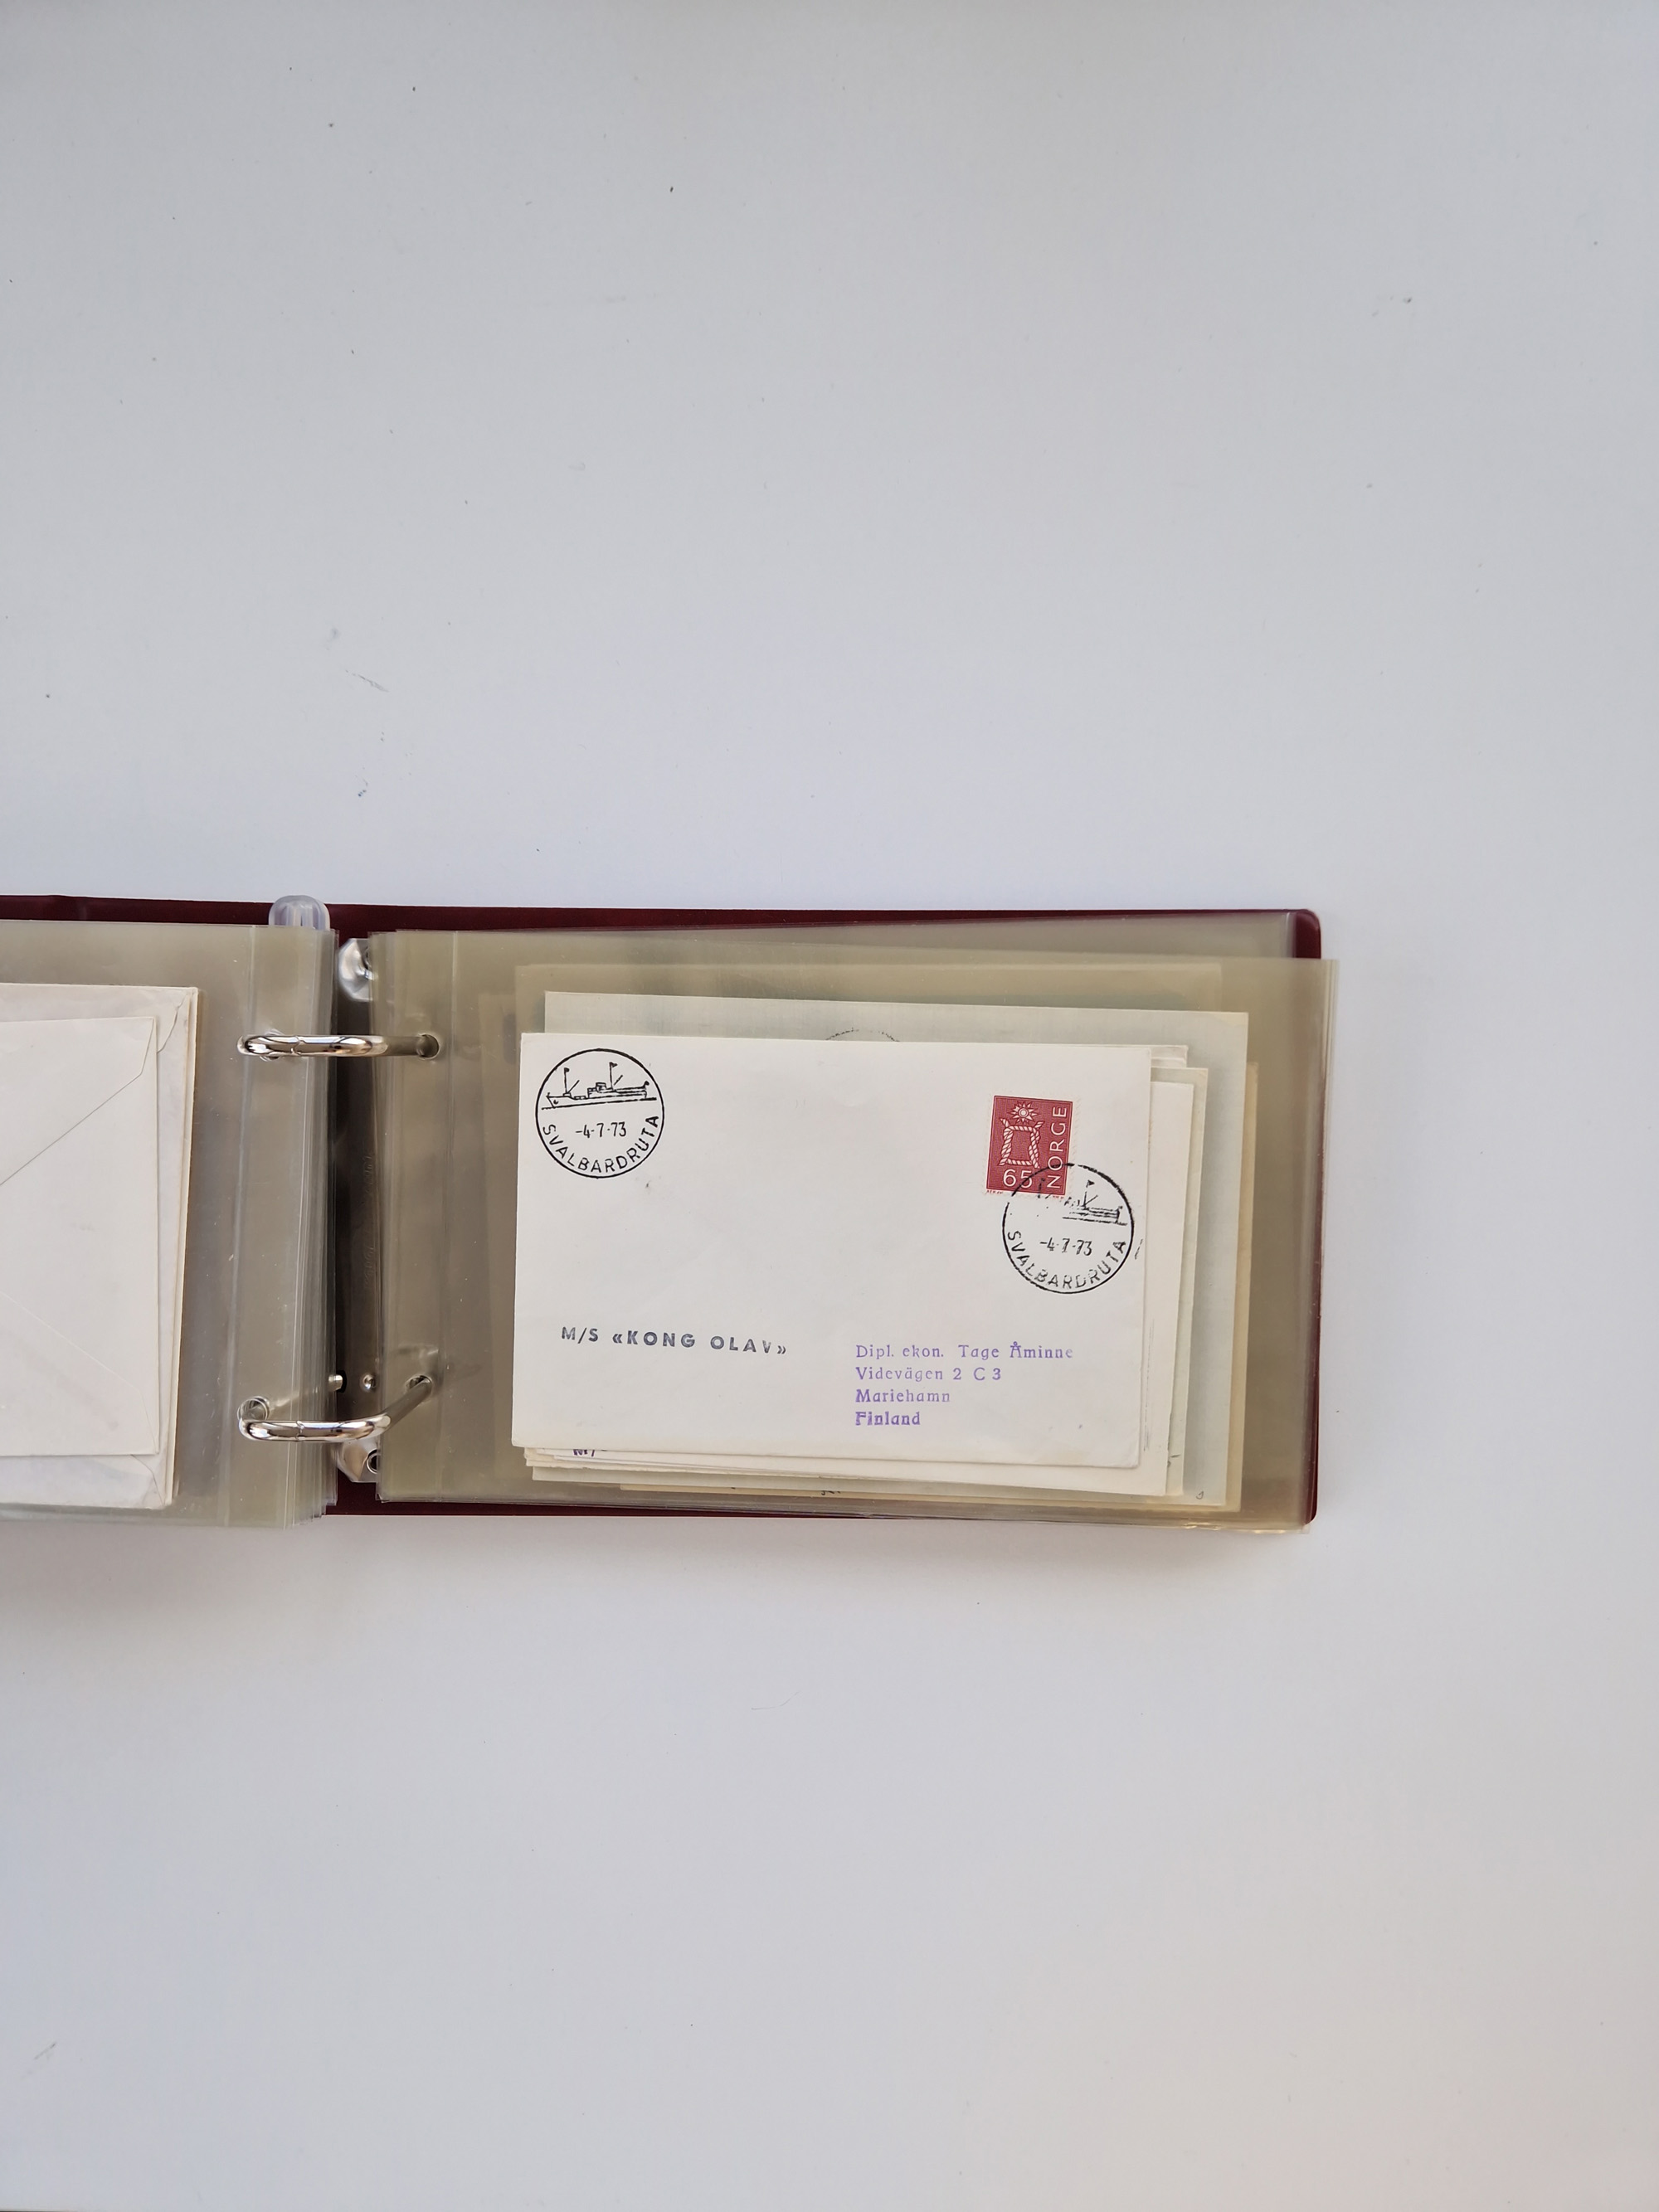 -4-7-73
SVALBARDRUTA
NORGE
65
-4-7-73
SVALBARDRUTA
M/S «KONG OLAV»
Dipl. ekon. Tage Åminne
Videvägen 2 C 3
Mariehamn
Finland